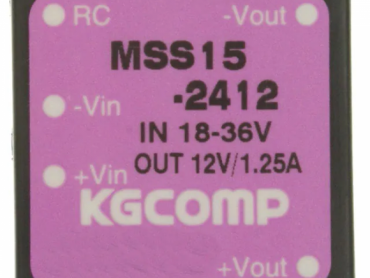 RC -Vout
MSS15
-2412
-Vin
IN 18-36V
+Vin OUT 12V/1.25A
KGCOMP
+Vout